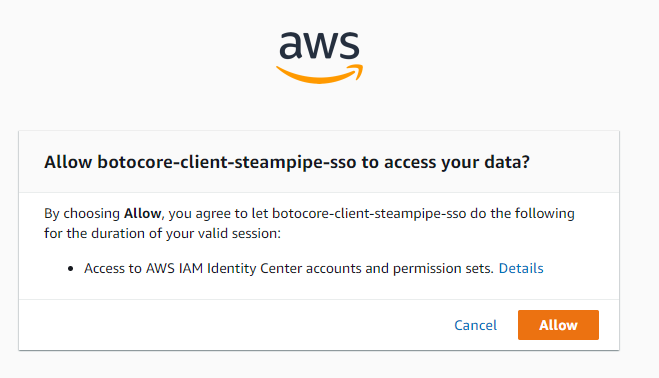 aws
Allow botocore-client-steampipe-sso to access your data?
By choosing Allow, you agree to let botocore-client-steampipe-sso do the following
for the duration of your valid session:
• Access to AWS IAM Identity Center accounts and permission sets. Details
Cancel Allow